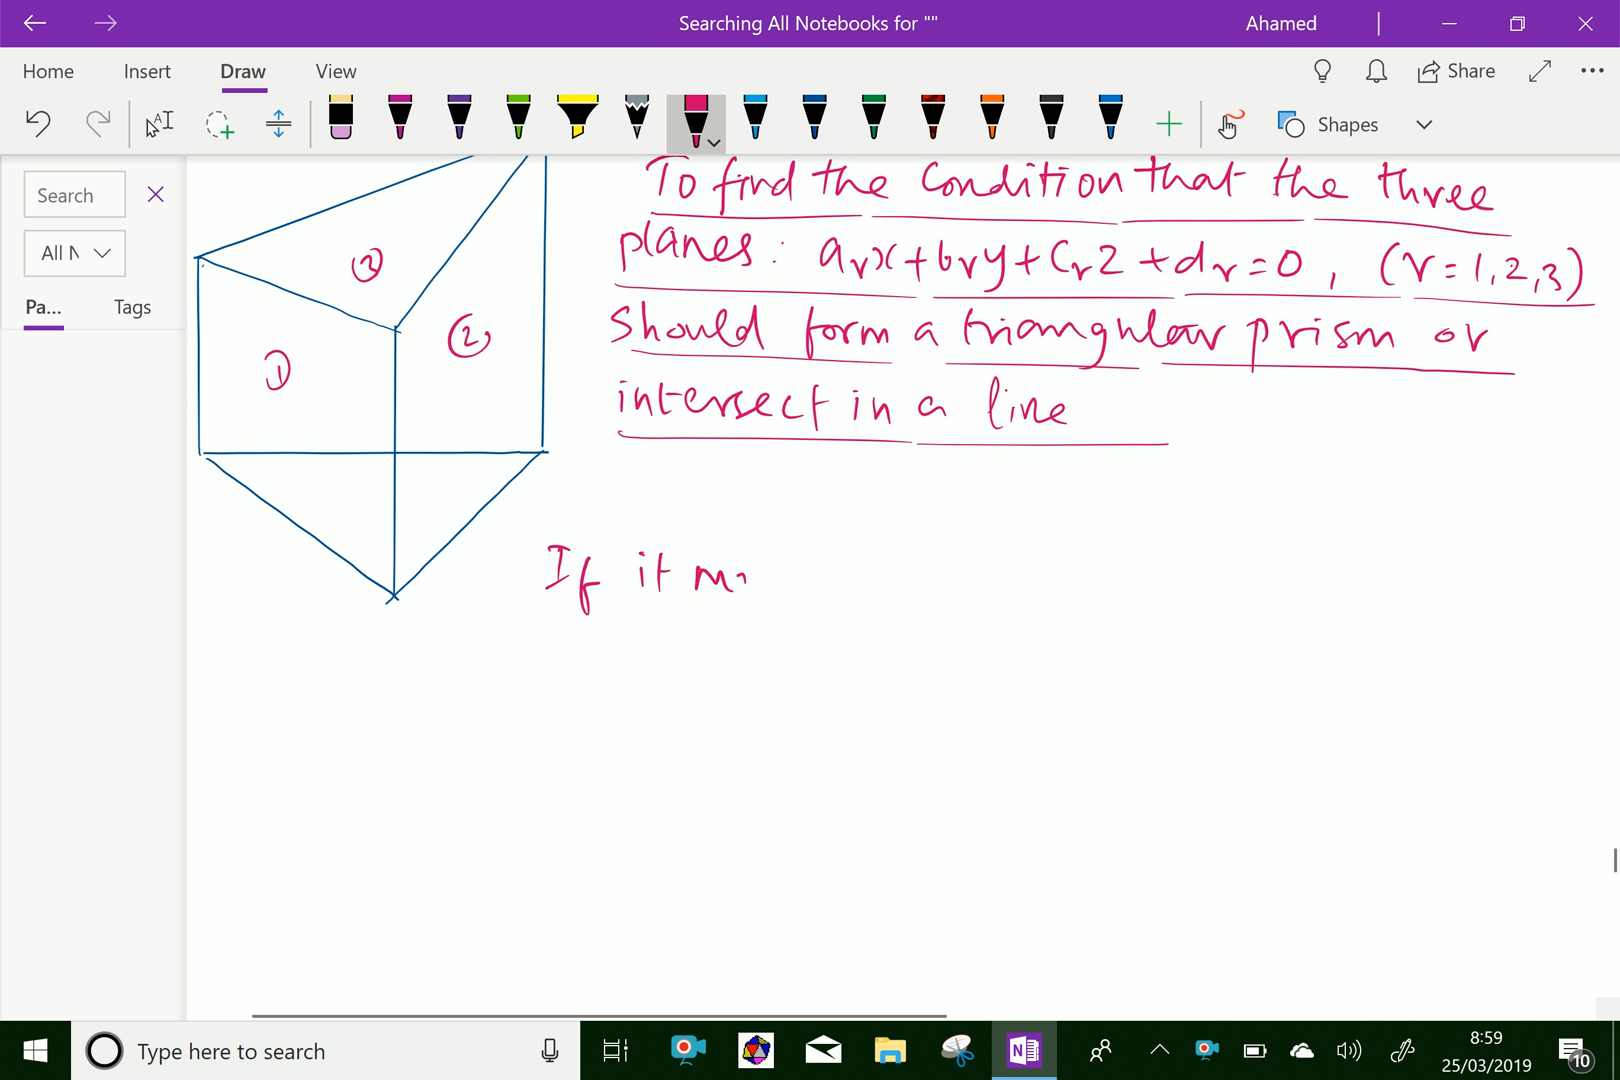 Searching All Notebooks for ""
Ahamed
Home Insert Draw View
Share
Shapes
Search
All N
Pa... Tags
To find the condition that the three
planes: aᵣx+bᵣy+cᵣz+dᵣ=0, (r=1,2,3)
should form a triangular prism or
intersect in a line
① ② ③
If it
Type here to search
8:59
25/03/2019
10